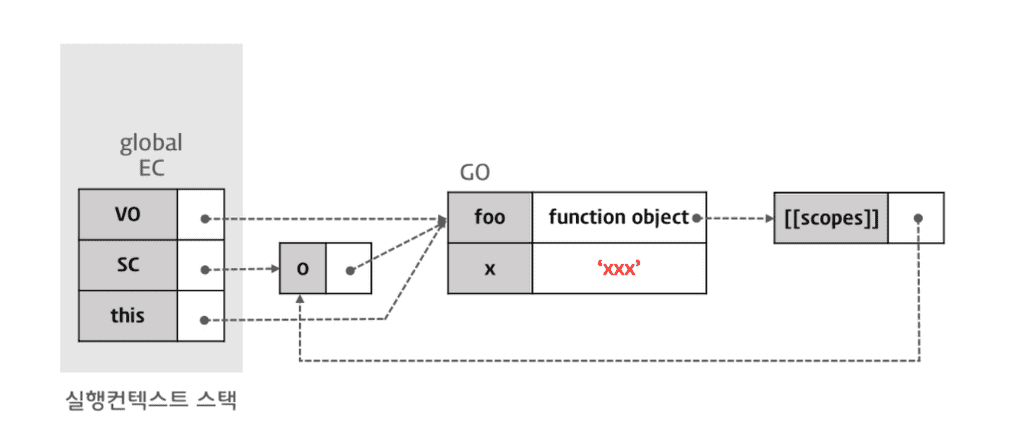 global
EC
GO
VO
foo
function object
[[scopes]]
SC
O
x
‘xxx’
this
실행컨텍스트 스택